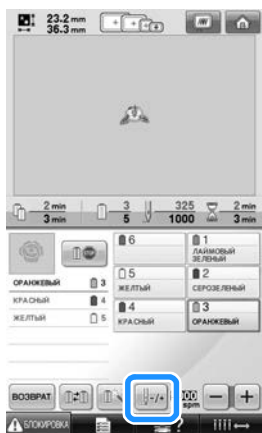 23.2 mm
36.3 mm
2 min
3 min
3
5
325
1000
2 min
3 min
6
1
ЛАЙМОВЫЙ
ЗЕЛЕНЫЙ
5
ЖЕЛТЫЙ
2
СЕРОЗЕЛЕНЫЙ
4
КРАСНЫЙ
3
ОРАНЖЕВЫЙ
ОРАНЖЕВЫЙ 3
КРАСНЫЙ 4
ЖЕЛТЫЙ 5
ВОЗВРАТ
-/+
spm
- +
БЛОКИРОВКА
?